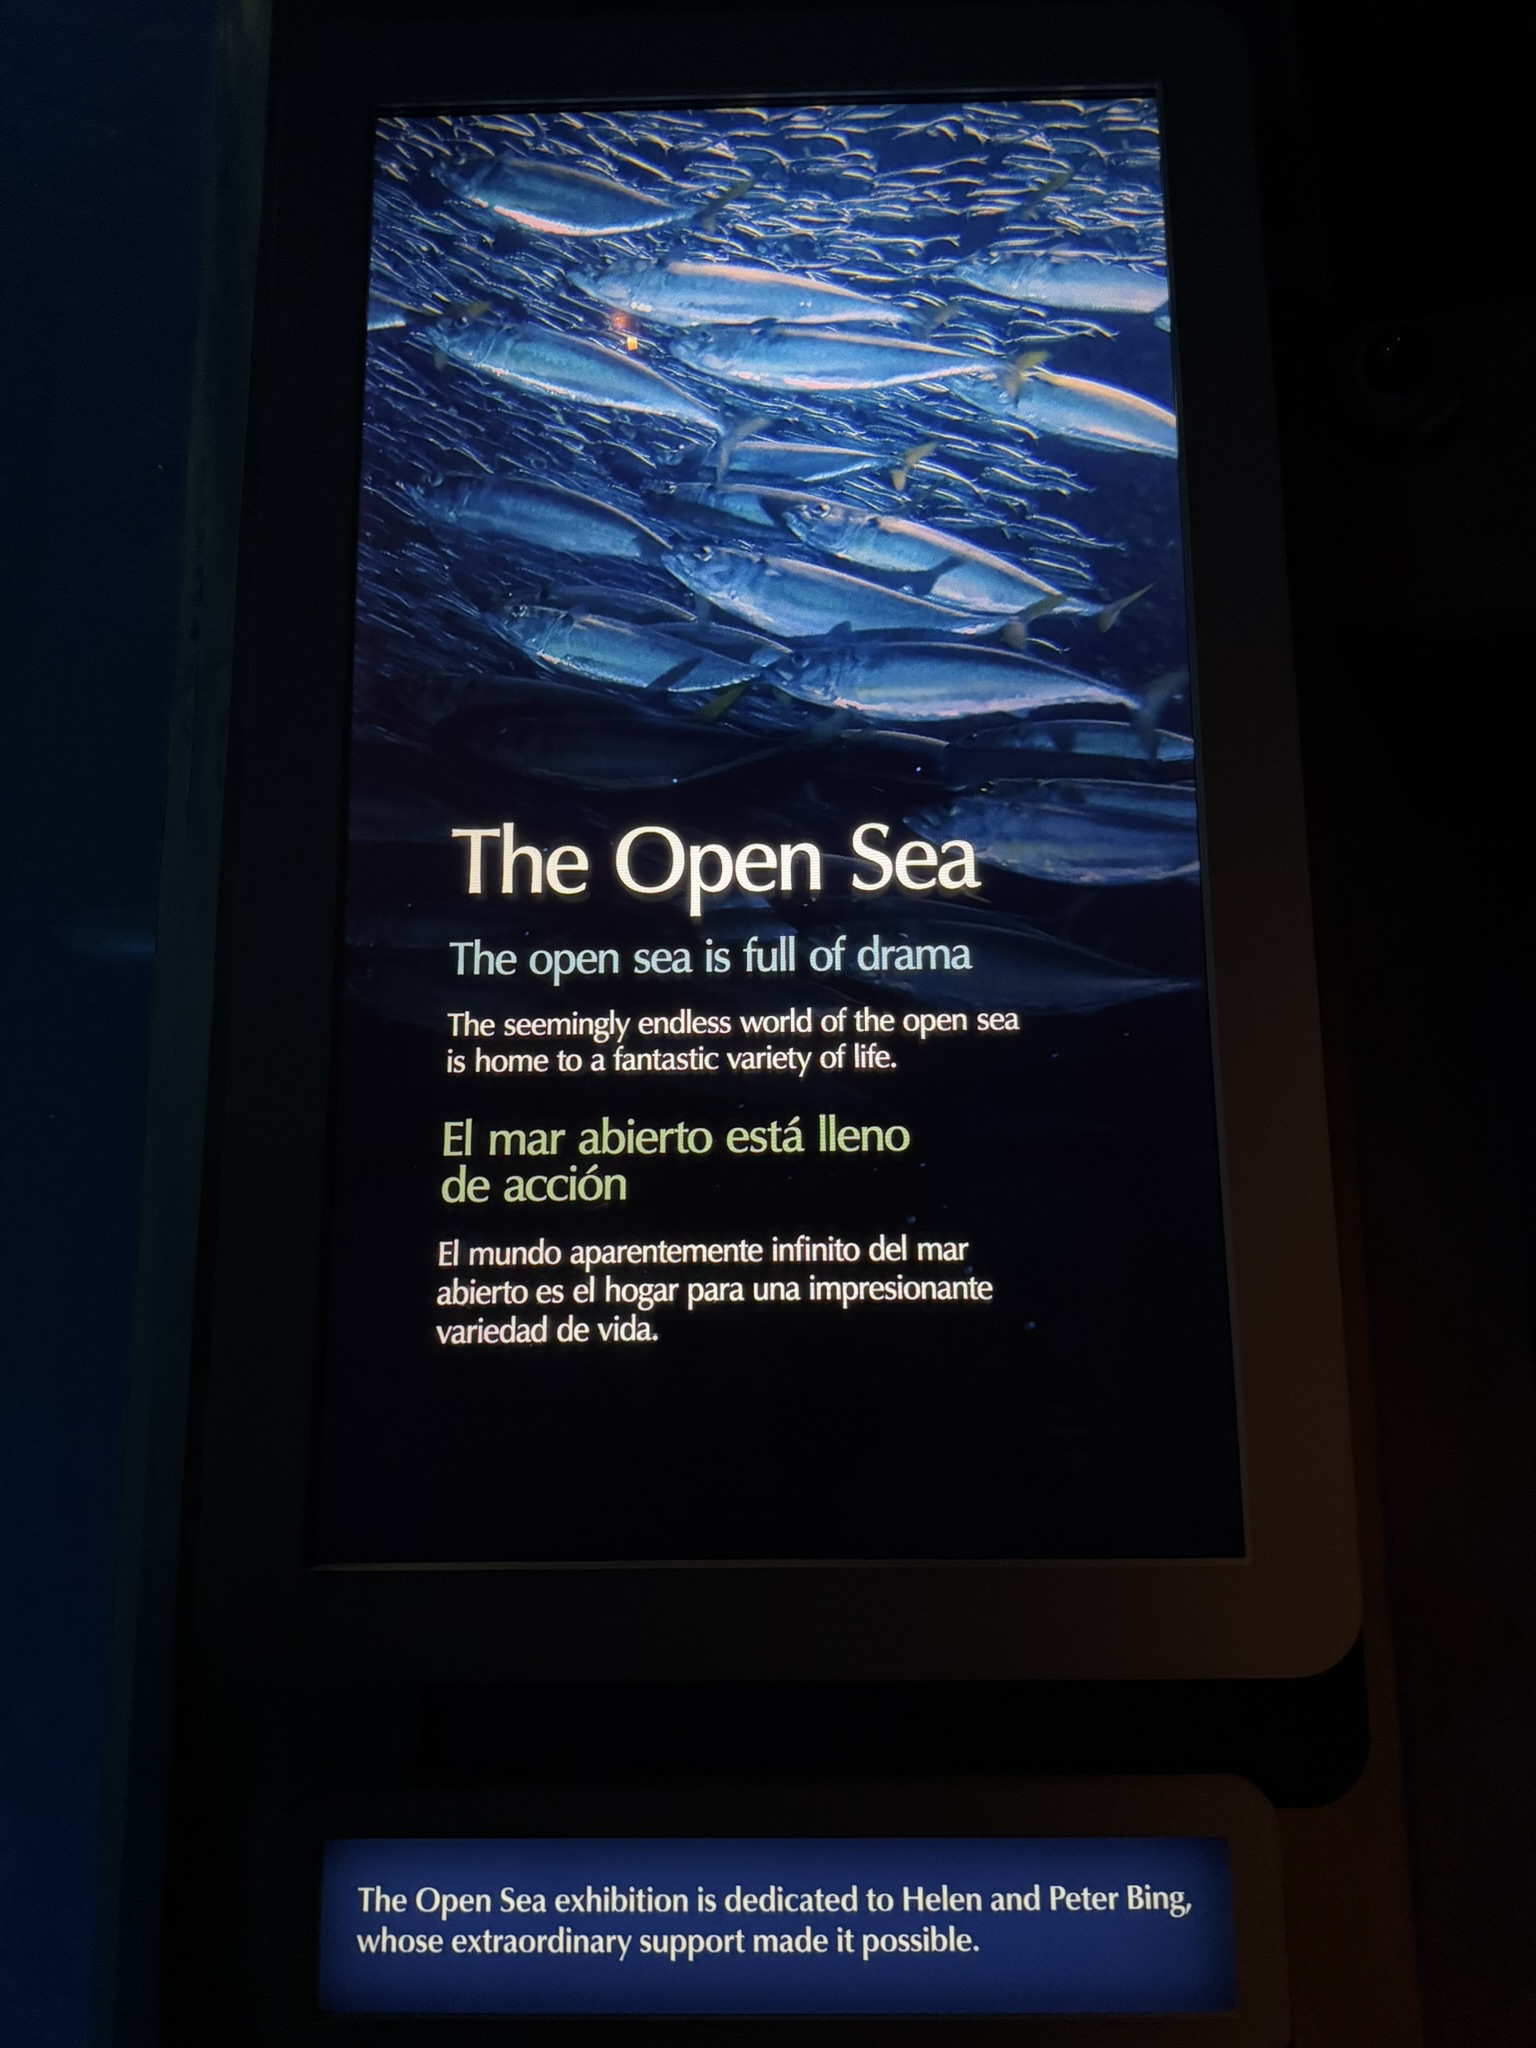 The Open Sea
The open sea is full of drama
The seemingly endless world of the open sea
is home to a fantastic variety of life.
El mar abierto está lleno
de acción
El mundo aparentemente infinito del mar
abierto es el hogar para una impresionante
variedad de vida.
The Open Sea exhibition is dedicated to Helen and Peter Bing,
whose extraordinary support made it possible.